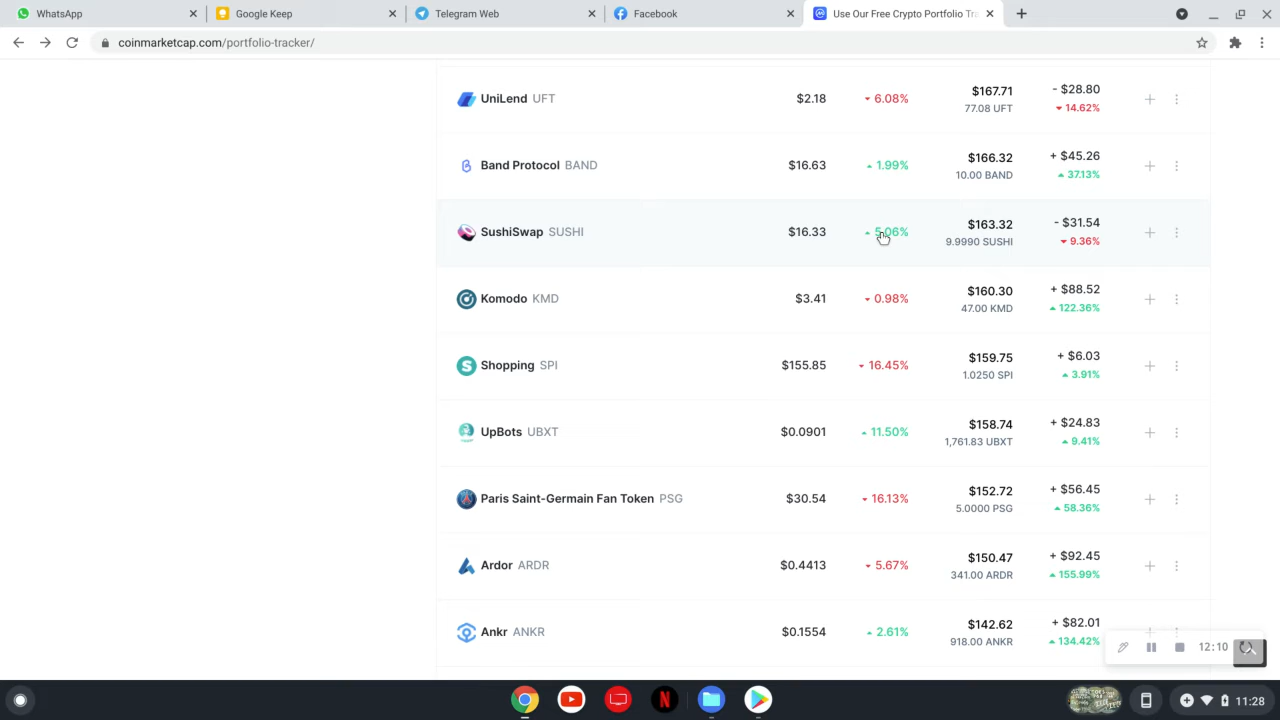 WhatsApp
Google Keep
Telegram Web
Facebook
Use Our Free Crypto Portfolio Tra
coinmarketcap.com/portfolio-tracker/
UniLend UFT $2.18 6.08% $167.71 - $28.80
77.08 UFT 14.62%
Band Protocol BAND $16.63 1.99% $166.32 + $45.26
10.00 BAND 37.13%
SushiSwap SUSHI $16.33 5.06% $163.32 - $31.54
9.9990 SUSHI 9.36%
Komodo KMD $3.41 0.98% $160.30 + $88.52
47.00 KMD 122.36%
Shopping SPI $155.85 16.45% $159.75 + $6.03
1.0250 SPI 3.91%
UpBots UBXT $0.0901 11.50% $158.74 + $24.83
1,761.83 UBXT 9.41%
Paris Saint-Germain Fan Token PSG $30.54 16.13% $152.72 + $56.45
5.0000 PSG 58.36%
Ardor ARDR $0.4413 5.67% $150.47 + $92.45
341.00 ARDR 155.99%
Ankr ANKR $0.1554 2.61% $142.62 + $82.01
918.00 ANKR 134.42%
12:10
11:28